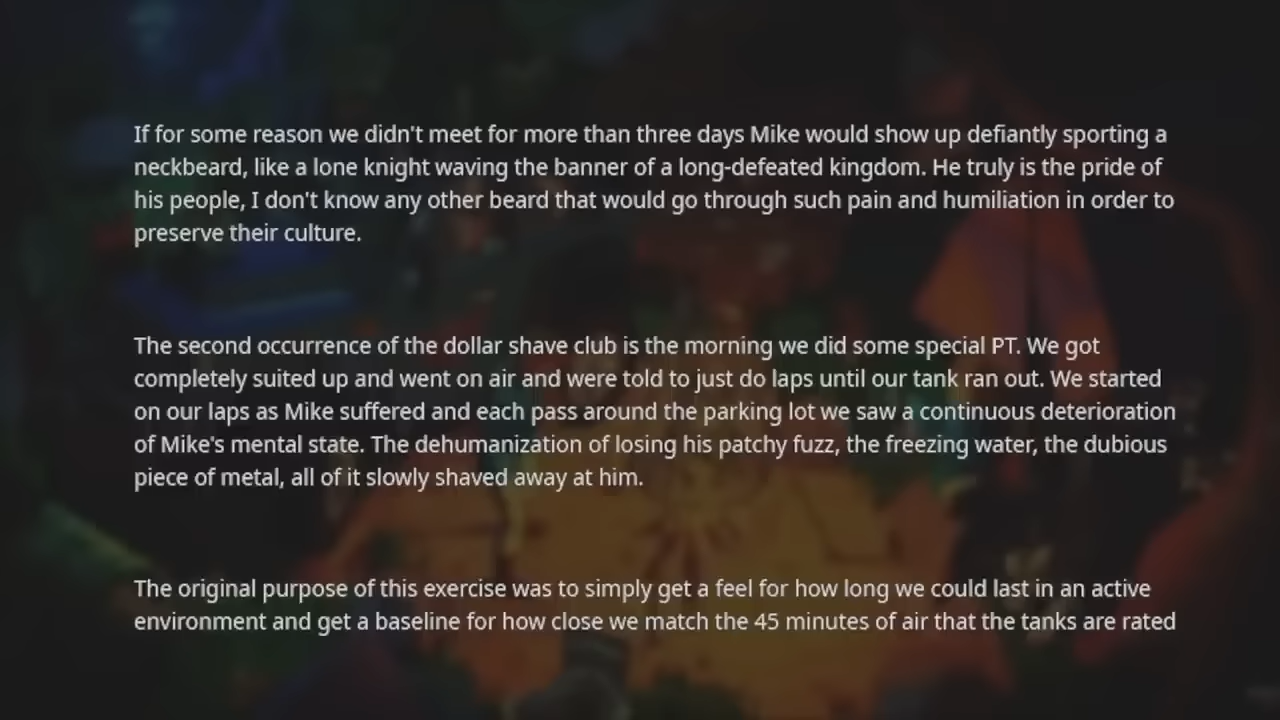 If for some reason we didn't meet for more than three days Mike would show up defiantly sporting a
neckbeard, like a lone knight waving the banner of a long-defeated kingdom. He truly is the pride of
his people, I don't know any other beard that would go through such pain and humiliation in order to
preserve their culture.
The second occurrence of the dollar shave club is the morning we did some special PT. We got
completely suited up and went on air and were told to just do laps until our tank ran out. We started
on our laps as Mike suffered and each pass around the parking lot we saw a continuous deterioration
of Mike's mental state. The dehumanization of losing his patchy fuzz, the freezing water, the dubious
piece of metal, all of it slowly shaved away at him.
The original purpose of this exercise was to simply get a feel for how long we could last in an active
environment and get a baseline for how close we match the 45 minutes of air that the tanks are rated